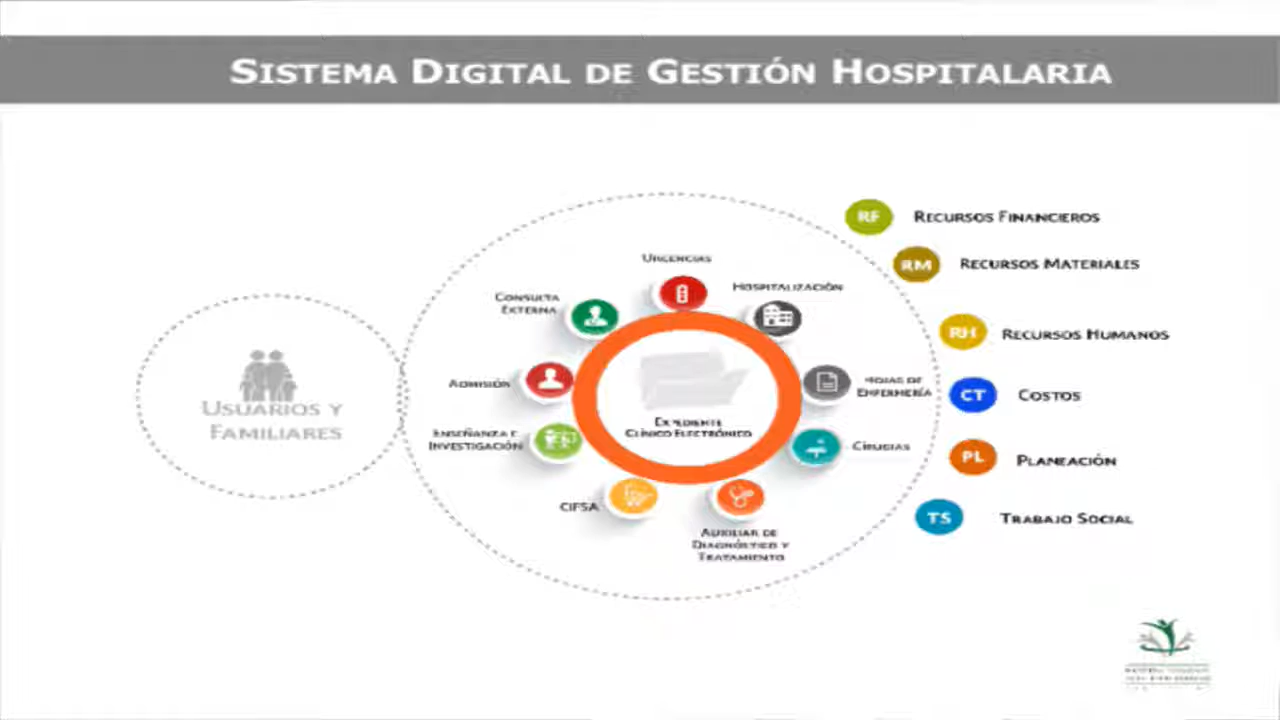 SISTEMA DIGITAL DE GESTIÓN HOSPITALARIA
RF RECURSOS FINANCIEROS
RM RECURSOS MATERIALES
RH RECURSOS HUMANOS
CT COSTOS
PL PLANEACIÓN
TS TRABAJO SOCIAL
URGENCIAS
HOSPITALIZACIÓN
HOJAS DE
ENFERMERÍA
CIRUGÍAS
AUXILIAR DE
DIAGNÓSTICO Y
TRATAMIENTO
CIFSA
ENSEÑANZA E
INVESTIGACIÓN
ADMISIÓN
CONSULTA
EXTERNA
EXPEDIENTE
CLÍNICO ELECTRÓNICO
USUARIOS Y
FAMILIARES